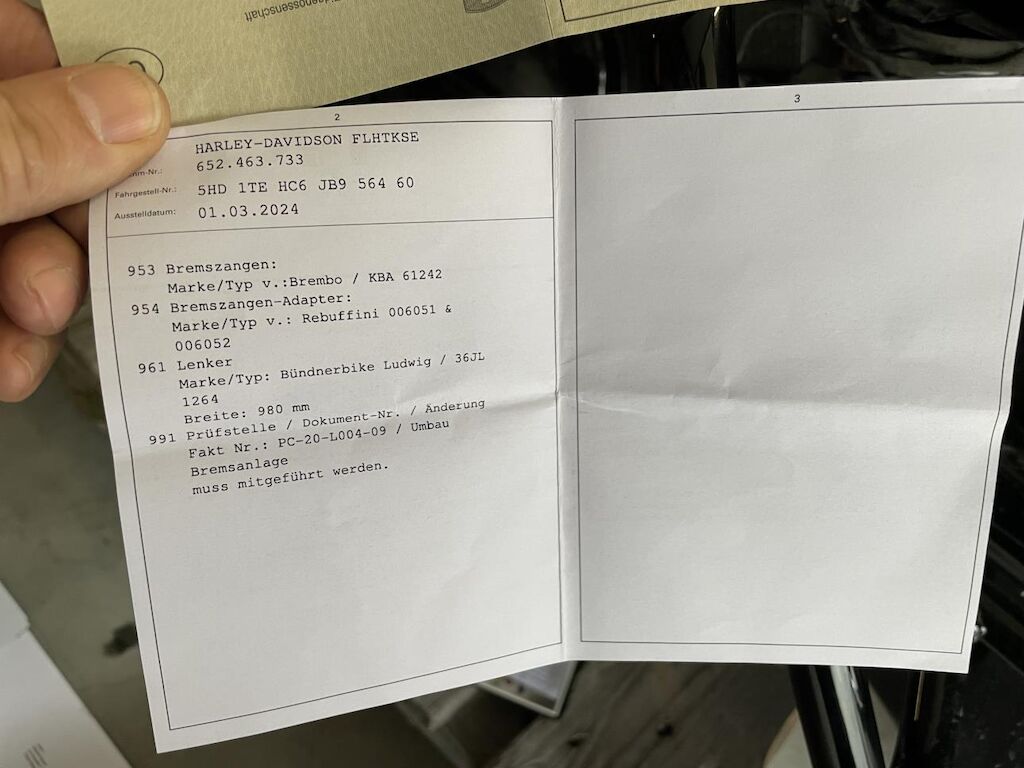 Eidgenossenschaft
2
HARLEY-DAVIDSON FLHTKSE
652.463.733
Fahrgestell-Nr.: 5HD 1TE HC6 JB9 564 60
Ausstelldatum: 01.03.2024
953 Bremszangen:
Marke/Typ v.:Brembo / KBA 61242
954 Bremszangen-Adapter:
Marke/Typ v.: Rebuffini 006051 &
006052
961 Lenker
Marke/Typ: Bündnerbike Ludwig / 36JL
1264
Breite: 980 mm
991 Prüfstelle / Dokument-Nr. / Änderung
Fakt Nr.: PC-20-L004-09 / Umbau
Bremsanlage
muss mitgeführt werden.
3